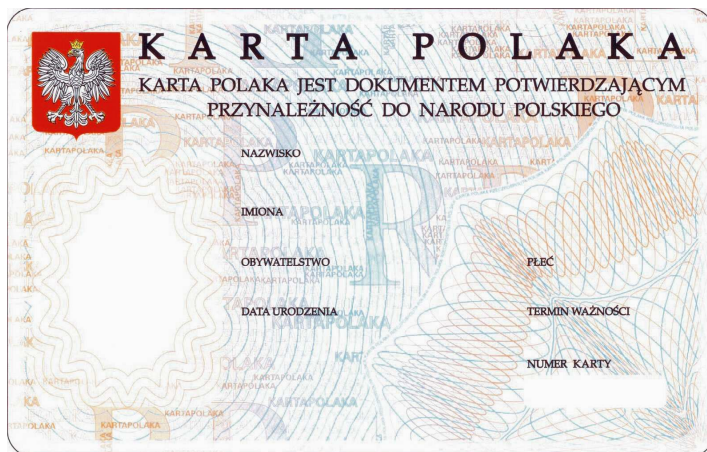 KARTA POLAKA
KARTA POLAKA JEST DOKUMENTEM POTWIERDZAJĄCYM
PRZYNALEŻNOŚĆ DO NARODU POLSKIEGO
NAZWISKO
IMIONA
OBYWATELSTWO
PŁEĆ
DATA URODZENIA
TERMIN WAŻNOŚCI
NUMER KARTY
KARTAPOLAKA